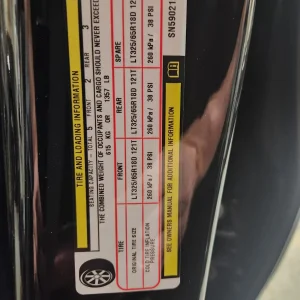 TIRE AND LOADING INFORMATION
SEATING CAPACITY - TOTAL 5 FRONT 2 REAR 3
THE COMBINED WEIGHT OF OCCUPANTS AND CARGO SHOULD NEVER EXCEED
615 KG OR 1357 LB
TIRE FRONT REAR SPARE
ORIGINAL TIRE SIZE LT325/65R18D 121T LT325/65R18D 121T LT325/65R18D 121
COLD TIRE INFLATION PRESSURE 260 kPa / 38 PSI 260 kPa / 38 PSI 260 kPa / 38 PSI
SEE OWNERS MANUAL FOR ADDITIONAL INFORMATION
SN59021